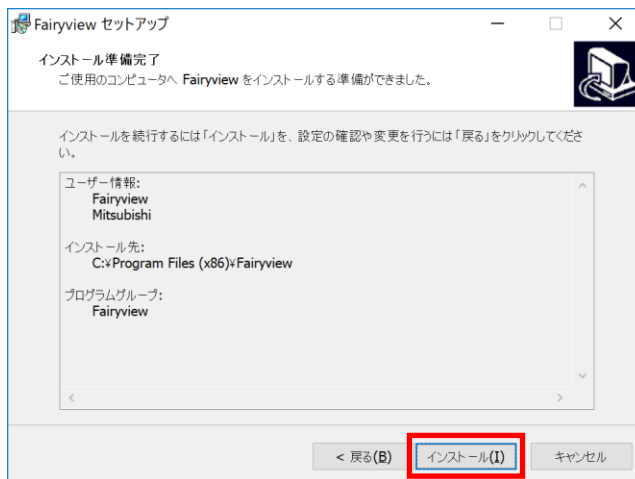 Fairyview セットアップ
インストール準備完了
ご使用のコンピュータへ Fairyview をインストールする準備ができました。
インストールを続行するには「インストール」を、設定の確認や変更を行うには「戻る」をクリックしてくださ
い。
ユーザー情報:
Fairyview
Mitsubishi
インストール先:
C:¥Program Files (x86)¥Fairyview
プログラムグループ:
Fairyview
< 戻る(B)
インストール(I)
キャンセル